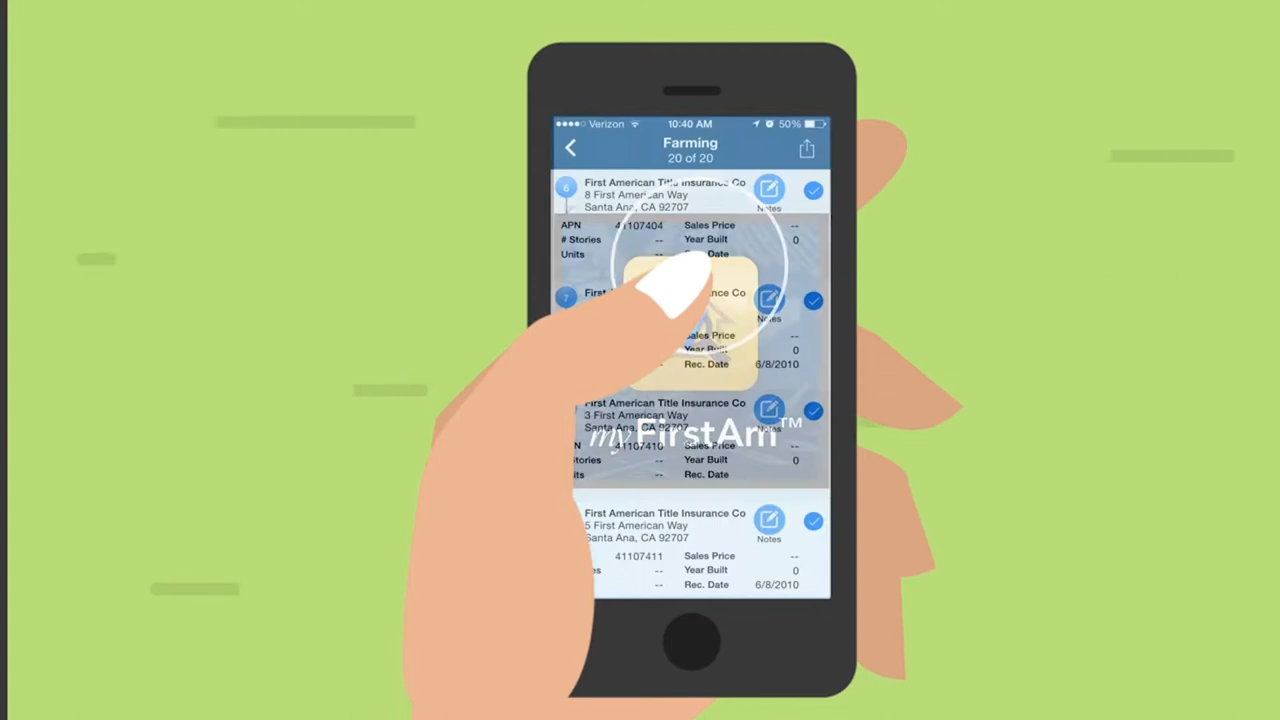 Verizon 10:40 AM 50%
Farming
20 of 20
6 First American Title Insurance Co
8 First American Way
Santa Ana, CA 92707
Notes
APN 41107404 Sales Price --
# Stories -- Year Built 0
Units -- Date
7 First Insurance Co
Notes
Sales Price --
Year Built 0
Rec. Date 6/8/2010
First American Title Insurance Co
3 First American Way
Santa Ana, CA 92707
Notes
myFirstAm™
N 41107410 Sales Price --
tories -- Year Built 0
its -- Rec. Date
First American Title Insurance Co
5 First American Way
Santa Ana, CA 92707
Notes
41107411 Sales Price --
es -- Year Built 0
-- Rec. Date 6/8/2010